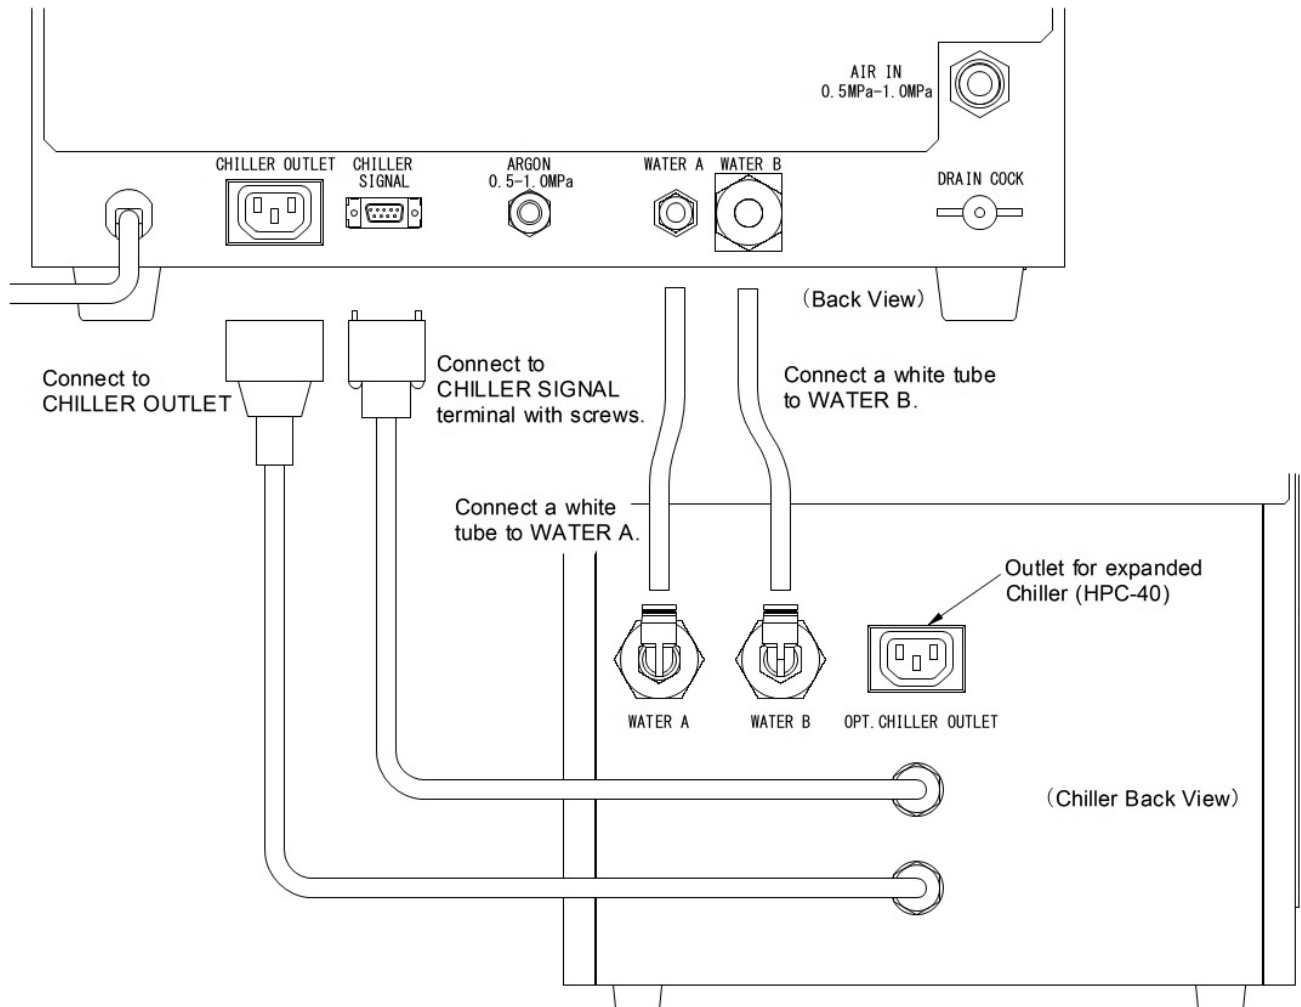 AIR IN
0.5MPa-1.0MPa
CHILLER OUTLET
CHILLER
SIGNAL
ARGON
0.5-1.0MPa
WATER A
WATER B
DRAIN COCK
(Back View)
Connect to
CHILLER OUTLET
Connect to
CHILLER SIGNAL
terminal with screws.
Connect a white tube
to WATER B.
Connect a white
tube to WATER A.
Outlet for expanded
Chiller (HPC-40)
WATER A
WATER B
OPT.CHILLER OUTLET
(Chiller Back View)